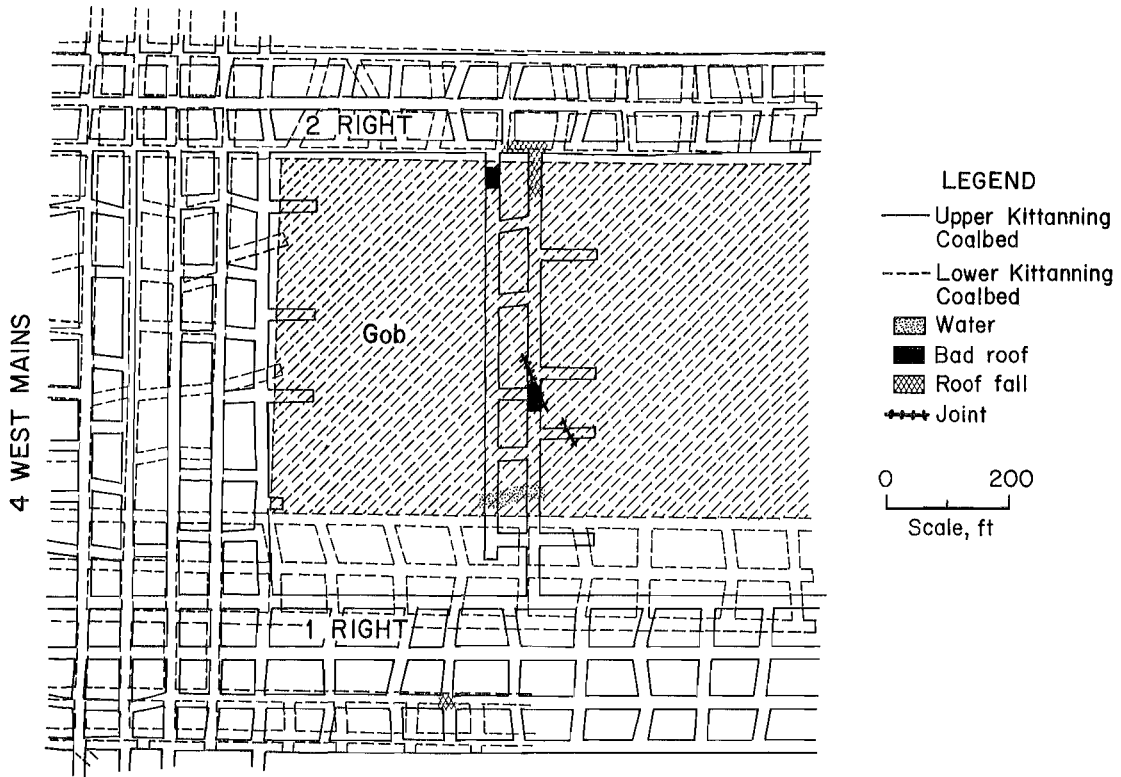 2 RIGHT
Gob
4 WEST MAINS
1 RIGHT
LEGEND
Upper Kittanning
Coalbed
Lower Kittanning
Coalbed
Water
Bad roof
Roof fall
Joint
0 200
Scale, ft